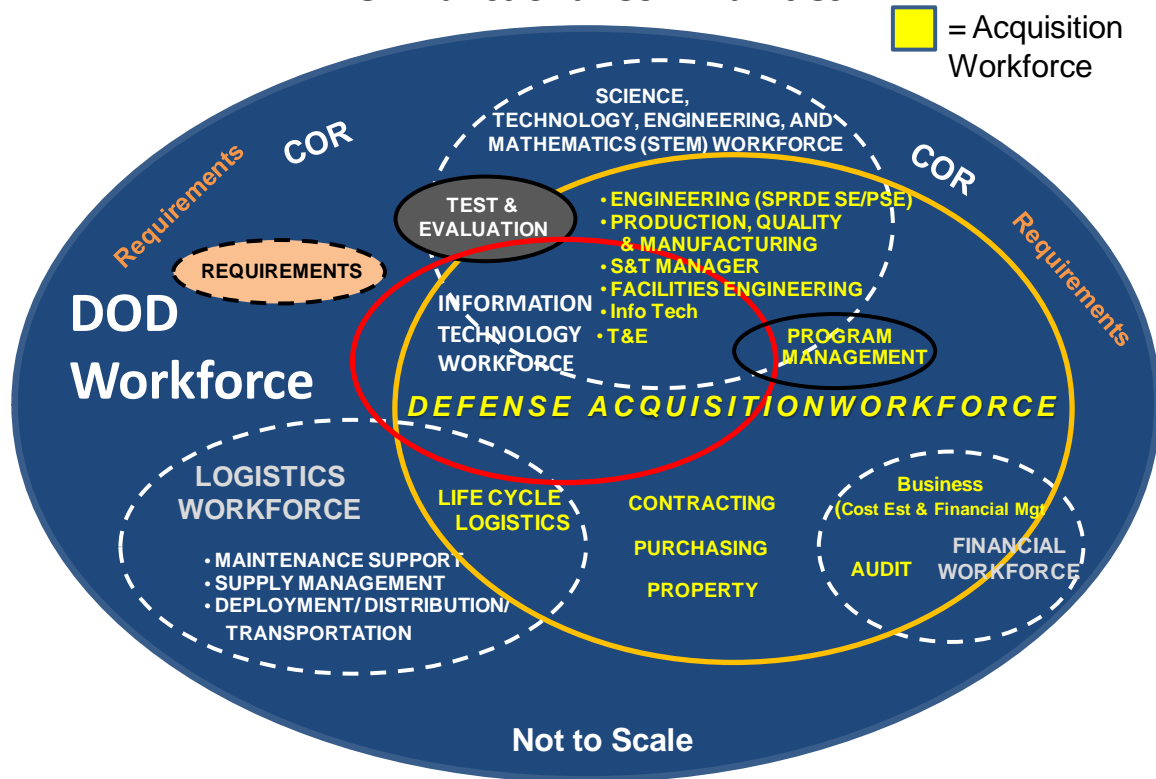 = Acquisition
Workforce
SCIENCE,
TECHNOLOGY, ENGINEERING, AND
MATHEMATICS (STEM) WORKFORCE
COR
COR
Requirements
Requirements
TEST &
EVALUATION
• ENGINEERING (SPRDE SE/PSE)
• PRODUCTION, QUALITY
& MANUFACTURING
• S&T MANAGER
• FACILITIES ENGINEERING
• Info Tech
• T&E
REQUIREMENTS
DOD
Workforce
INFORMATION
TECHNOLOGY
WORKFORCE
PROGRAM
MANAGEMENT
DEFENSE ACQUISITIONWORKFORCE
LOGISTICS
WORKFORCE
• MAINTENANCE SUPPORT
• SUPPLY MANAGEMENT
• DEPLOYMENT/ DISTRIBUTION/
TRANSPORTATION
LIFE CYCLE
LOGISTICS
CONTRACTING
PURCHASING
PROPERTY
Business
(Cost Est & Financial Mgt
AUDIT
FINANCIAL
WORKFORCE
Not to Scale